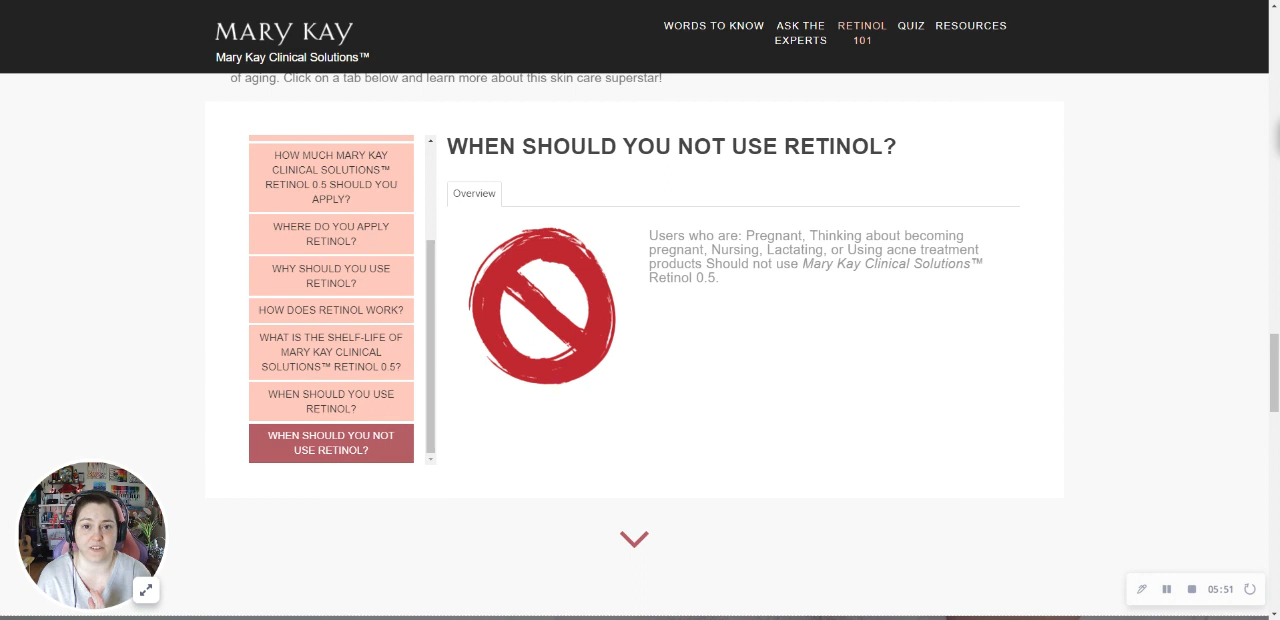 MARY KAY
Mary Kay Clinical Solutions™
WORDS TO KNOW
ASK THE
EXPERTS
RETINOL
101
QUIZ
RESOURCES
of aging. Click on a tab below and learn more about this skin care superstar!
HOW MUCH MARY KAY
CLINICAL SOLUTIONS™
RETINOL 0.5 SHOULD YOU
APPLY?
WHERE DO YOU APPLY
RETINOL?
WHY SHOULD YOU USE
RETINOL?
HOW DOES RETINOL WORK?
WHAT IS THE SHELF-LIFE OF
MARY KAY CLINICAL
SOLUTIONS™ RETINOL 0.5?
WHEN SHOULD YOU USE
RETINOL?
WHEN SHOULD YOU NOT
USE RETINOL?
WHEN SHOULD YOU NOT USE RETINOL?
Overview
Users who are: Pregnant, Thinking about becoming
pregnant, Nursing, Lactating, or Using acne treatment
products Should not use Mary Kay Clinical Solutions™
Retinol 0.5.
05:51